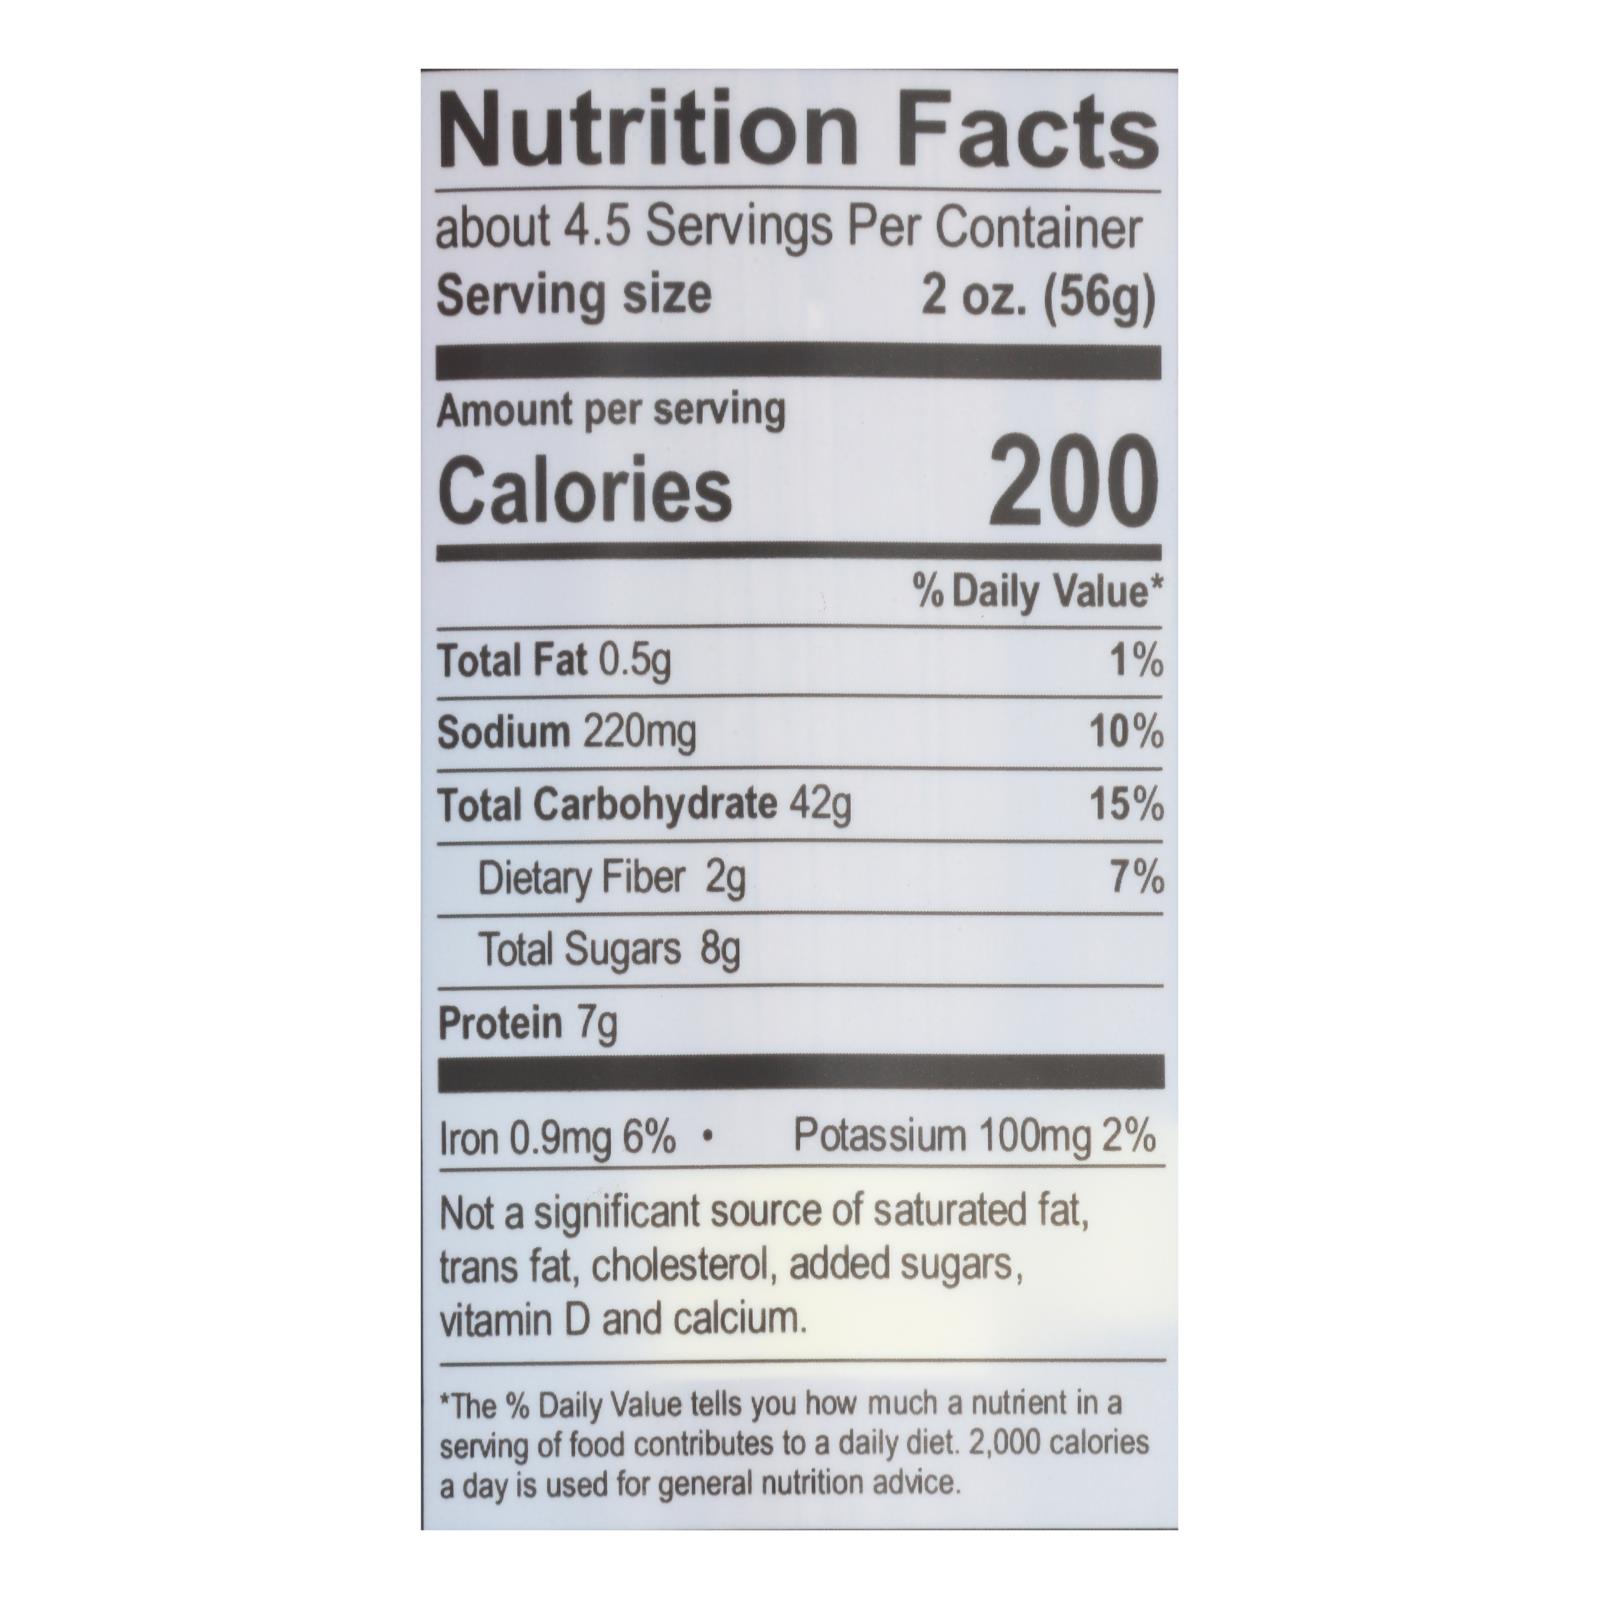 Nutrition Facts
about 4.5 Servings Per Container
Serving size 2 oz. (56g)
Amount per serving
Calories 200
% Daily Value*
Total Fat 0.5g 1%
Sodium 220mg 10%
Total Carbohydrate 42g 15%
Dietary Fiber 2g 7%
Total Sugars 8g
Protein 7g
Iron 0.9mg 6% • Potassium 100mg 2%
Not a significant source of saturated fat,
trans fat, cholesterol, added sugars,
vitamin D and calcium.
*The % Daily Value tells you how much a nutrient in a
serving of food contributes to a daily diet. 2,000 calories
a day is used for general nutrition advice.